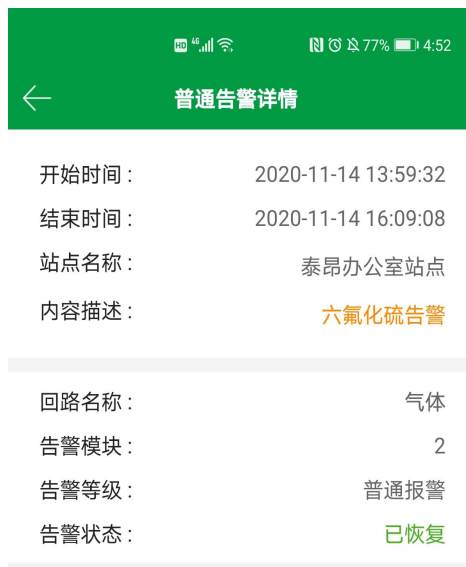 HD 4G 77% 4:52
普通告警详情
开始时间： 2020-11-14 13:59:32
结束时间： 2020-11-14 16:09:08
站点名称： 泰昂办公室站点
内容描述： 六氟化硫告警
回路名称： 气体
告警模块： 2
告警等级： 普通报警
告警状态： 已恢复